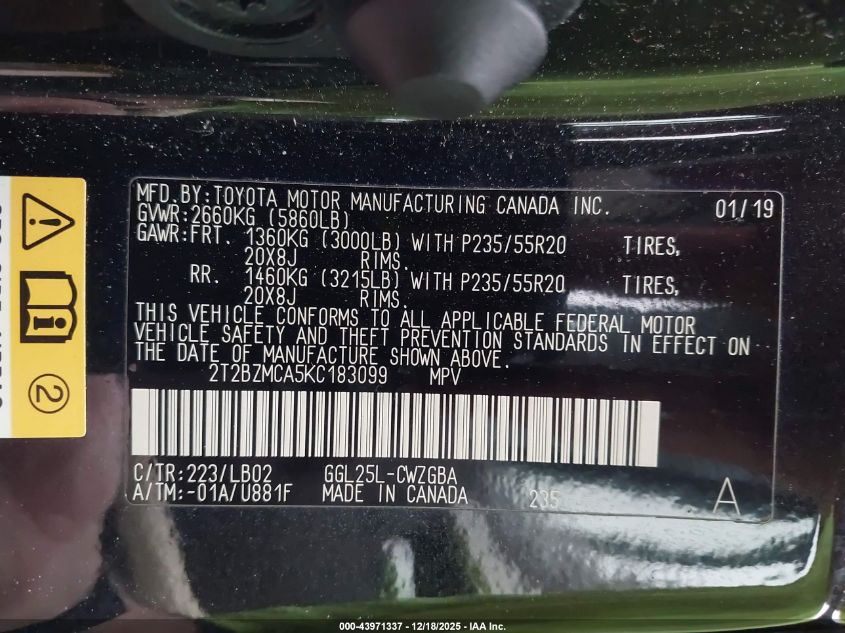 MFD.BY:TOYOTA MOTOR MANUFACTURING CANADA INC. 01/19
GVWR:2660KG (5860LB)
GAWR:FRT. 1360KG (3000LB) WITH P235/55R20 TIRES,
20X8J RIMS.
RR. 1460KG (3215LB) WITH P235/55R20 TIRES,
20X8J RIMS.
THIS VEHICLE CONFORMS TO ALL APPLICABLE FEDERAL MOTOR
VEHICLE SAFETY AND THEFT PREVENTION STANDARDS IN EFFECT ON
THE DATE OF MANUFACTURE SHOWN ABOVE.
2T2BZMCA5KC183099 MPV
C/TR:223/LB02 GGL25L-CWZGBA
A/TM:-01A/U881F MADE IN CANADA 235 A
2
000-43971337 - 12/18/2025 - IAA Inc.